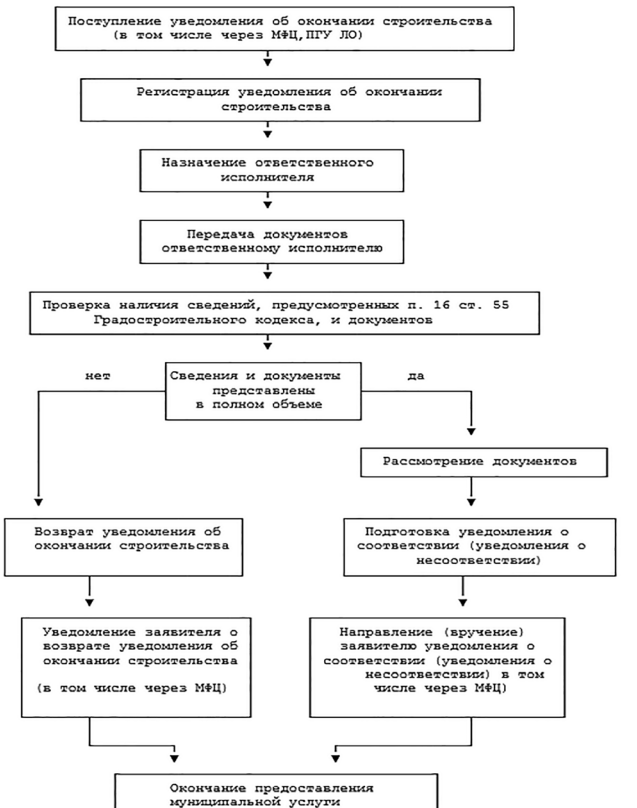 Поступление уведомления об окончании строительства
(в том числе через МФЦ,ПГУ ЛО)
Регистрация уведомления об окончании
строительства
Назначение ответственного
исполнителя
Передача документов
ответственному исполнителю
Проверка наличия сведений, предусмотренных п. 16 ст. 55
Градостроительного кодекса, и документов
нет
Сведения и документы
представлены
в полном объеме
да
Рассмотрение документов
Возврат уведомления об
окончании строительства
Подготовка уведомления о
соответствии (уведомления о
несоответствии)
Уведомление заявителя о
возврате уведомления об
окончании строительства
(в том числе через МФЦ)
Направление (вручение)
заявителю уведомления о
соответствии (уведомления о
несоответствии) в том
числе через МФЦ)
Окончание предоставления
муниципальной услуги